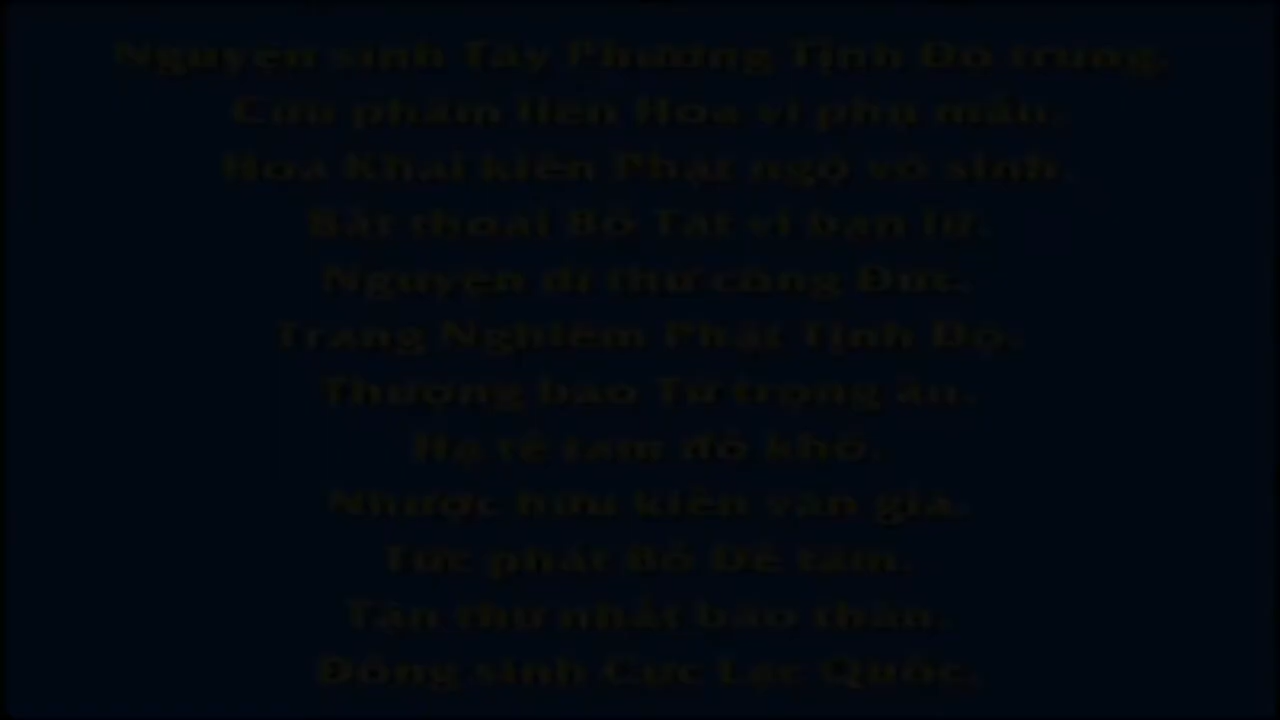 Nguyện sinh Tây Phương Tịnh Độ trung.
Cửu phẩm liên Hoa vi phụ mẫu.
Hoa Khai kiến Phật ngộ vô sinh.
Bất thoái Bồ Tát vi bạn lữ.
Nguyện dĩ thử công Đức.
Trang Nghiêm Phật Tịnh Độ.
Thượng báo Tứ trọng ân.
Hạ tế tam đồ khổ.
Nhược hữu kiến văn giả.
Tức phát Bồ Đề tâm.
Tận thử nhất báo thân.
Đồng sinh Cực Lạc Quốc.